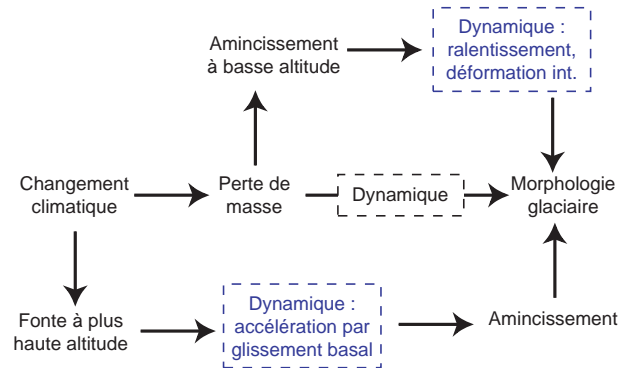 Amincissement
à basse altitude
Dynamique :
ralentissement,
déformation int.
Changement
climatique
Perte de
masse
Dynamique
Morphologie
glaciaire
Fonte à plus
haute altitude
Dynamique :
accélération par
glissement basal
Amincissement